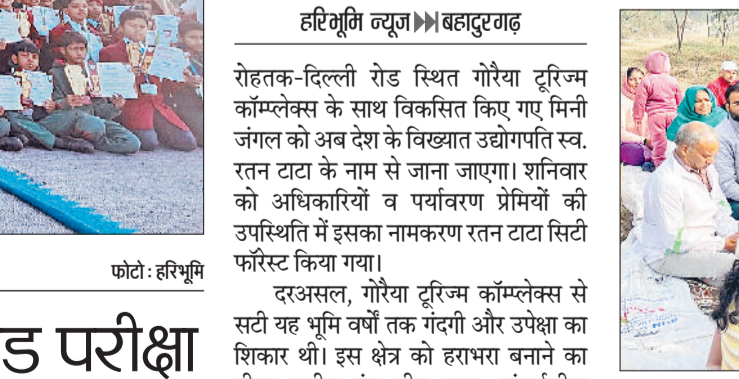 हरिभूमि न्यूज ▶▶ बहादुरगढ़
रोहतक-दिल्ली रोड स्थित गोरैया टूरिज्म
कॉम्प्लेक्स के साथ विकसित किए गए मिनी
जंगल को अब देश के विख्यात उद्योगपति स्व.
रतन टाटा के नाम से जाना जाएगा। शनिवार
को अधिकारियों व पर्यावरण प्रेमियों की
उपस्थिति में इसका नामकरण रतन टाटा सिटी
फॉरेस्ट किया गया।
दरअसल, गोरैया टूरिज्म कॉम्प्लेक्स से
सटी यह भूमि वर्षों तक गंदगी और उपेक्षा का
शिकार थी। इस क्षेत्र को हराभरा बनाने का
फोटो : हरिभूमि
ड परीक्षा